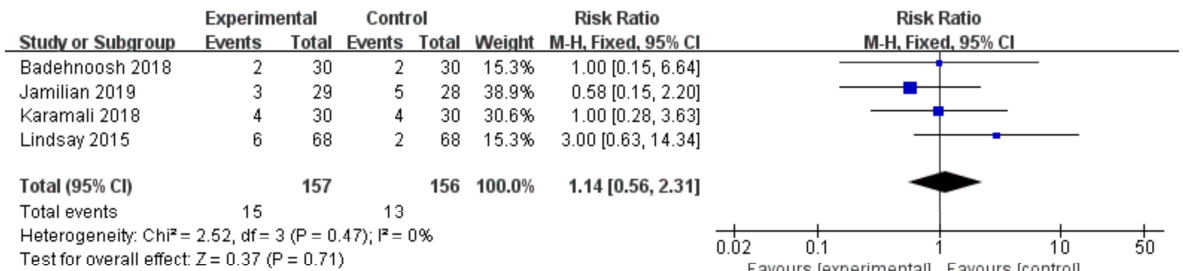 Experimental Control Risk Ratio Risk Ratio
Study or Subgroup Events Total Events Total Weight M-H, Fixed, 95% CI M-H, Fixed, 95% CI
Badehnoosh 2018 2 30 2 30 15.3% 1.00 [0.15, 6.64]
Jamilian 2019 3 29 5 28 38.9% 0.58 [0.15, 2.20]
Karamali 2018 4 30 4 30 30.6% 1.00 [0.28, 3.63]
Lindsay 2015 6 68 2 68 15.3% 3.00 [0.63, 14.34]
Total (95% CI) 157 156 100.0% 1.14 [0.56, 2.31]
Total events 15 13
Heterogeneity: Chi² = 2.52, df = 3 (P = 0.47); I² = 0%
Test for overall effect: Z = 0.37 (P = 0.71)
0.02 0.1 1 10 50
Favours [experimental] Favours [control]